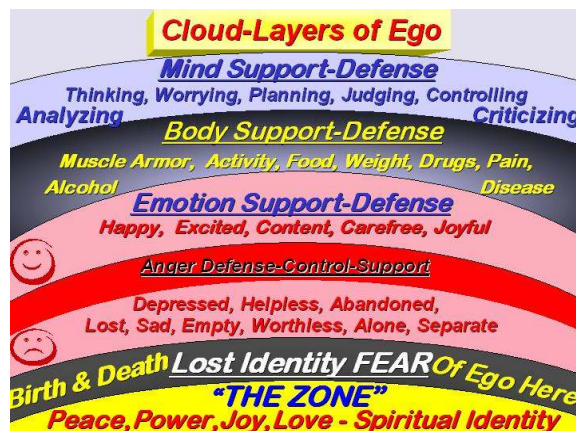 Cloud-Layers of Ego
Mind Support-Defense
Thinking, Worrying, Planning, Judging, Controlling
Analyzing Criticizing
Body Support-Defense
Muscle Armor, Activity, Food, Weight, Drugs, Pain,
Alcohol Disease
Emotion Support-Defense
Happy, Excited, Content, Carefree, Joyful
Anger Defense-Control-Support
Depressed, Helpless, Abandoned,
Lost, Sad, Empty, Worthless, Alone, Separate
Birth & Death Lost Identity FEAR Of Ego Here
“THE ZONE”
Peace,Power,Joy,Love - Spiritual Identity